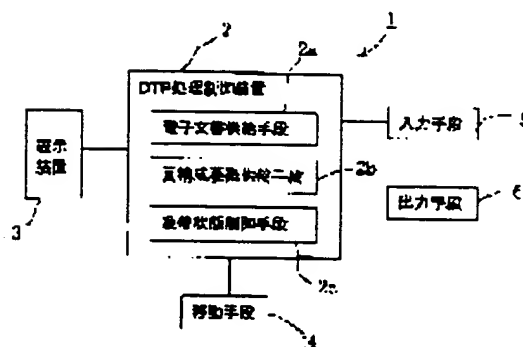 1
2
2a
DTP処理制御装置
電子文書供給手段
2b
表示
装置
入力手段
5
出力手段
6
3
2c
移動手段
4